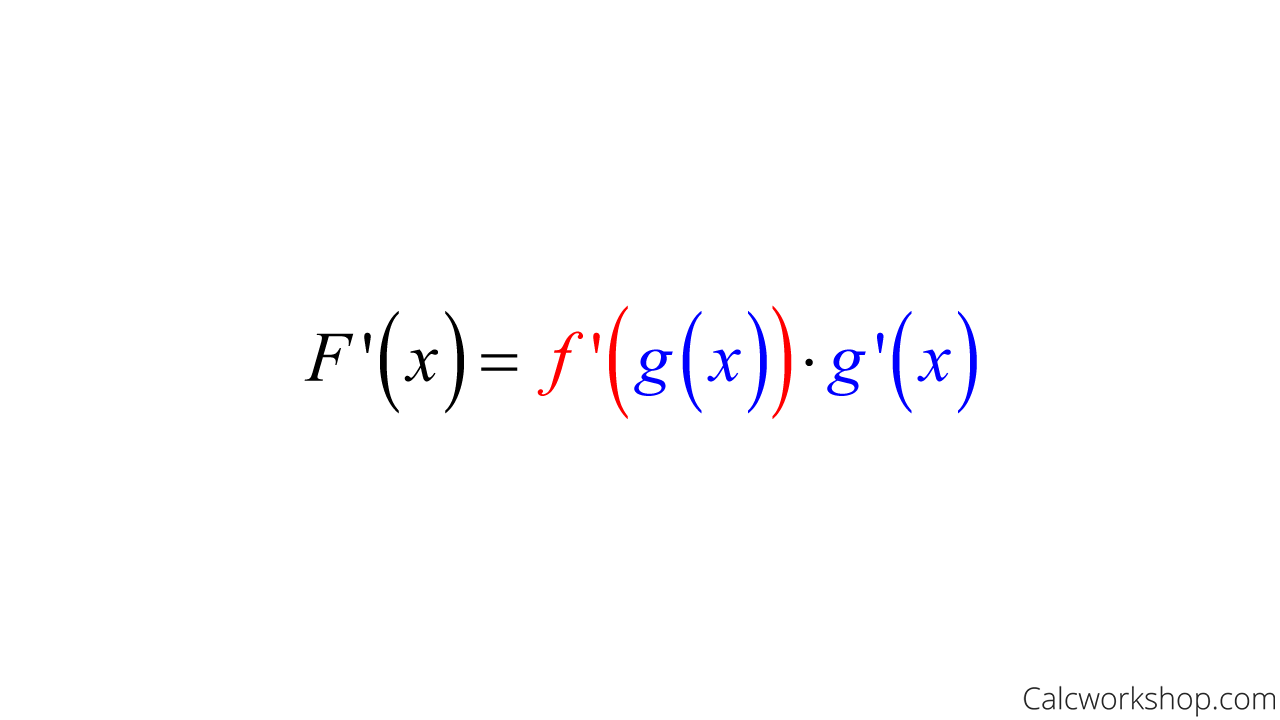 F'(x) = f'(g(x)) · g'(x)
Calcworkshop.com